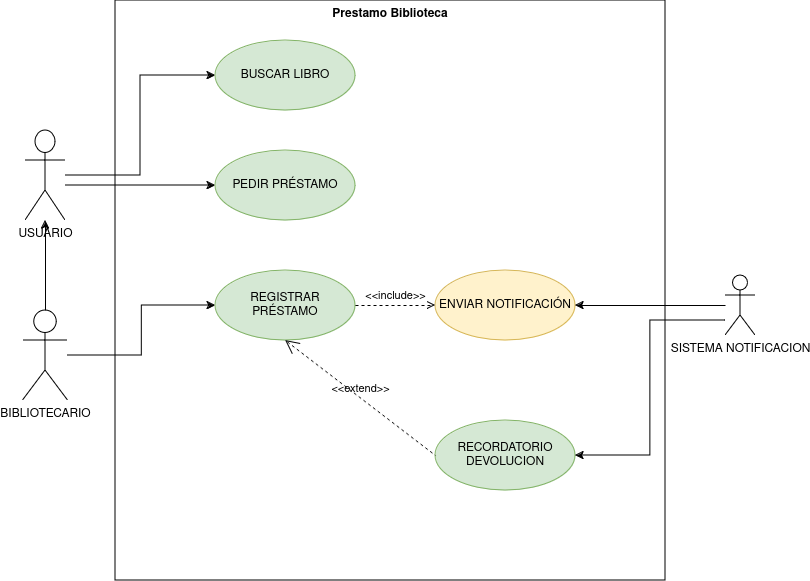 Prestamo Biblioteca
BUSCAR LIBRO
PEDIR PRÉSTAMO
USUARIO
REGISTRAR
PRÉSTAMO
<<include>>
ENVIAR NOTIFICACIÓN
SISTEMA NOTIFICACION
<<extend>>
BIBLIOTECARIO
RECORDATORIO
DEVOLUCION